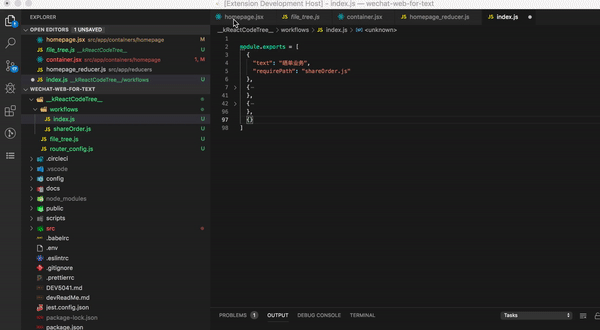 [Extension Development Host] – index.js — wechat-web-for-text
EXPLORER
homepage.jsx
JS file_tree.js
container.jsx
JS homepage_reducer.js
JS index.js
OPEN EDITORS 1 UNSAVED
homepage.jsx src/app/containers/homepage M
JS file_tree.js __kReactCodeTree__ U
container.jsx src/app/containers/homepage 1, U
JS homepage_reducer.js src/app/reducers
JS index.js __kReactCodeTree__/workflows U
WECHAT-WEB-FOR-TEXT
__kReactCodeTree__
workflows
JS index.js U
JS shareOrder.js U
JS file_tree.js U
JS router_config.js U
.circleci
.vscode
config
docs
node_modules
public
scripts
src
.babelrc
.env
.eslintrc
.gitignore
.prettierrc
DEV5041.md
devReadMe.md
jest.config.json
package-lock.json
package.json
__kReactCodeTree__ › workflows › JS index.js › <unknown>
1
2 module.exports = [
3 {
4 "text": "晒单业务",
5 "requirePath": "shareOrder.js"
6 },
7 {
41 },
42 {
96 },
97 {}
98 ]
PROBLEMS 1 OUTPUT DEBUG CONSOLE TERMINAL Tasks